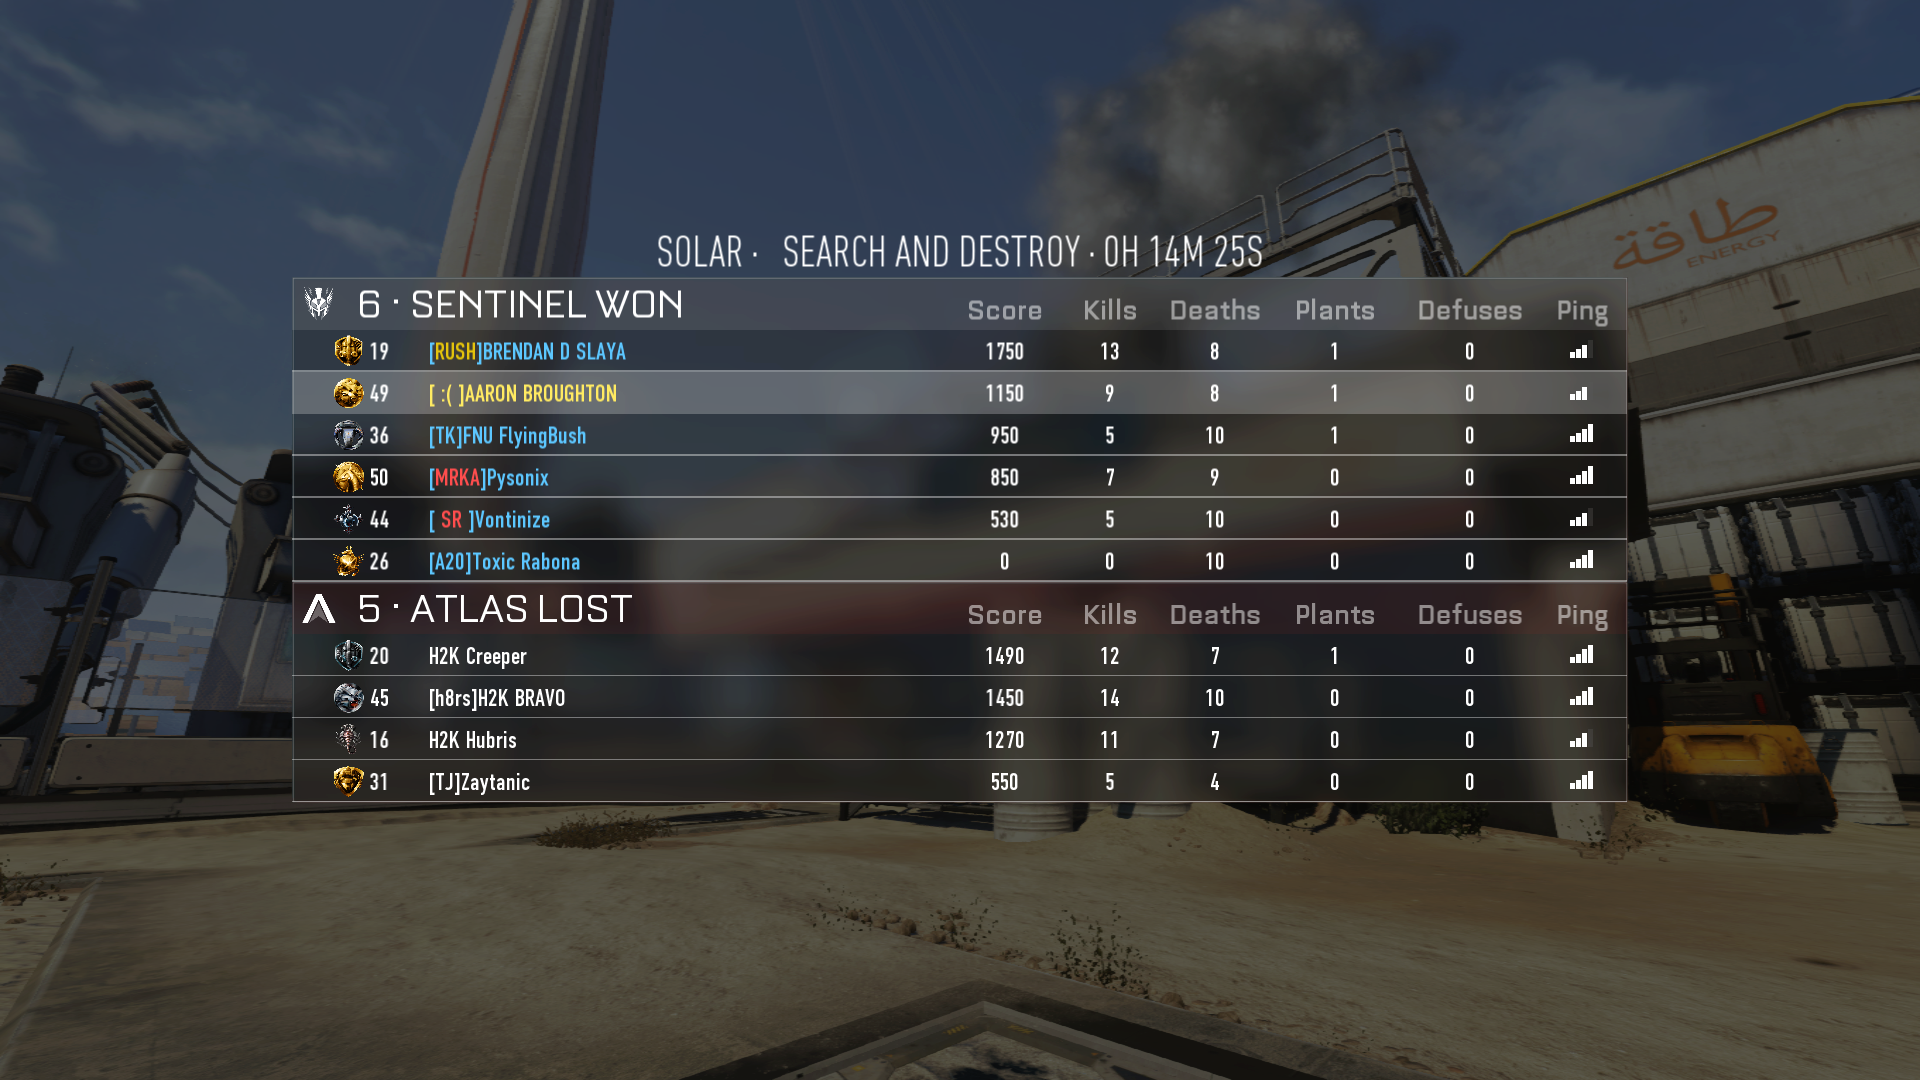 SOLAR · SEARCH AND DESTROY · 0H 14M 25S
6 · SENTINEL WON Score Kills Deaths Plants Defuses Ping
19 [RUSH]BRENDAN D SLAYA 1750 13 8 1 0
49 [ :( ]AARON BROUGHTON 1150 9 8 1 0
36 [TK]FNU FlyingBush 950 5 10 1 0
50 [MRKA]Pysonix 850 7 9 0 0
44 [ SR ]Vontinize 530 5 10 0 0
26 [A20]Toxic Rabona 0 0 10 0 0
5 · ATLAS LOST Score Kills Deaths Plants Defuses Ping
20 H2K Creeper 1490 12 7 1 0
45 [h8rs]H2K BRAVO 1450 14 10 0 0
16 H2K Hubris 1270 11 7 0 0
31 [TJ]Zaytanic 550 5 4 0 0
طاقة
ENERGY